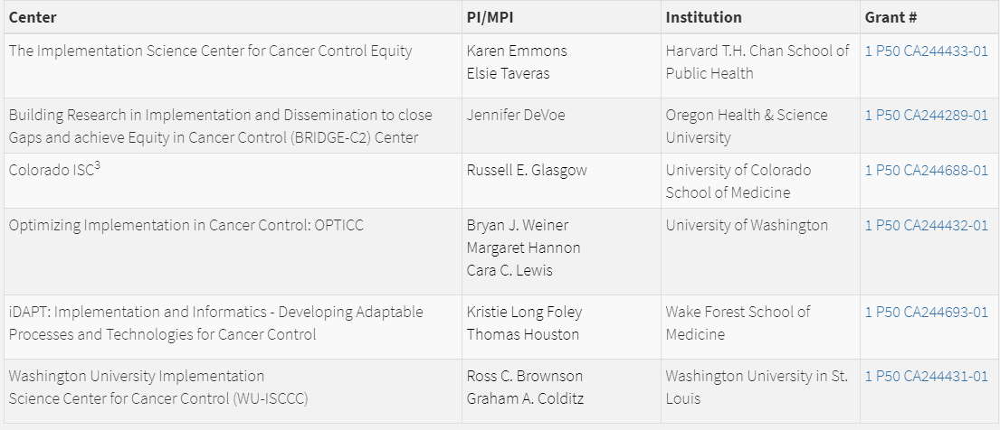 Center PI/MPI Institution Grant #
The Implementation Science Center for Cancer Control Equity Karen Emmons Harvard T.H. Chan School of 1 P50 CA244433-01
Elsie Taveras Public Health
Building Research in Implementation and Dissemination to close Jennifer DeVoe Oregon Health & Science 1 P50 CA244289-01
Gaps and achieve Equity in Cancer Control (BRIDGE-C2) Center University
Colorado ISC³ Russell E. Glasgow University of Colorado 1 P50 CA244688-01
School of Medicine
Optimizing Implementation in Cancer Control: OPTICC Bryan J. Weiner University of Washington 1 P50 CA244432-01
Margaret Hannon
Cara C. Lewis
iDAPT: Implementation and Informatics - Developing Adaptable Kristie Long Foley Wake Forest School of 1 P50 CA244693-01
Processes and Technologies for Cancer Control Thomas Houston Medicine
Washington University Implementation Ross C. Brownson Washington University in St. 1 P50 CA244431-01
Science Center for Cancer Control (WU-ISCCC) Graham A. Colditz Louis